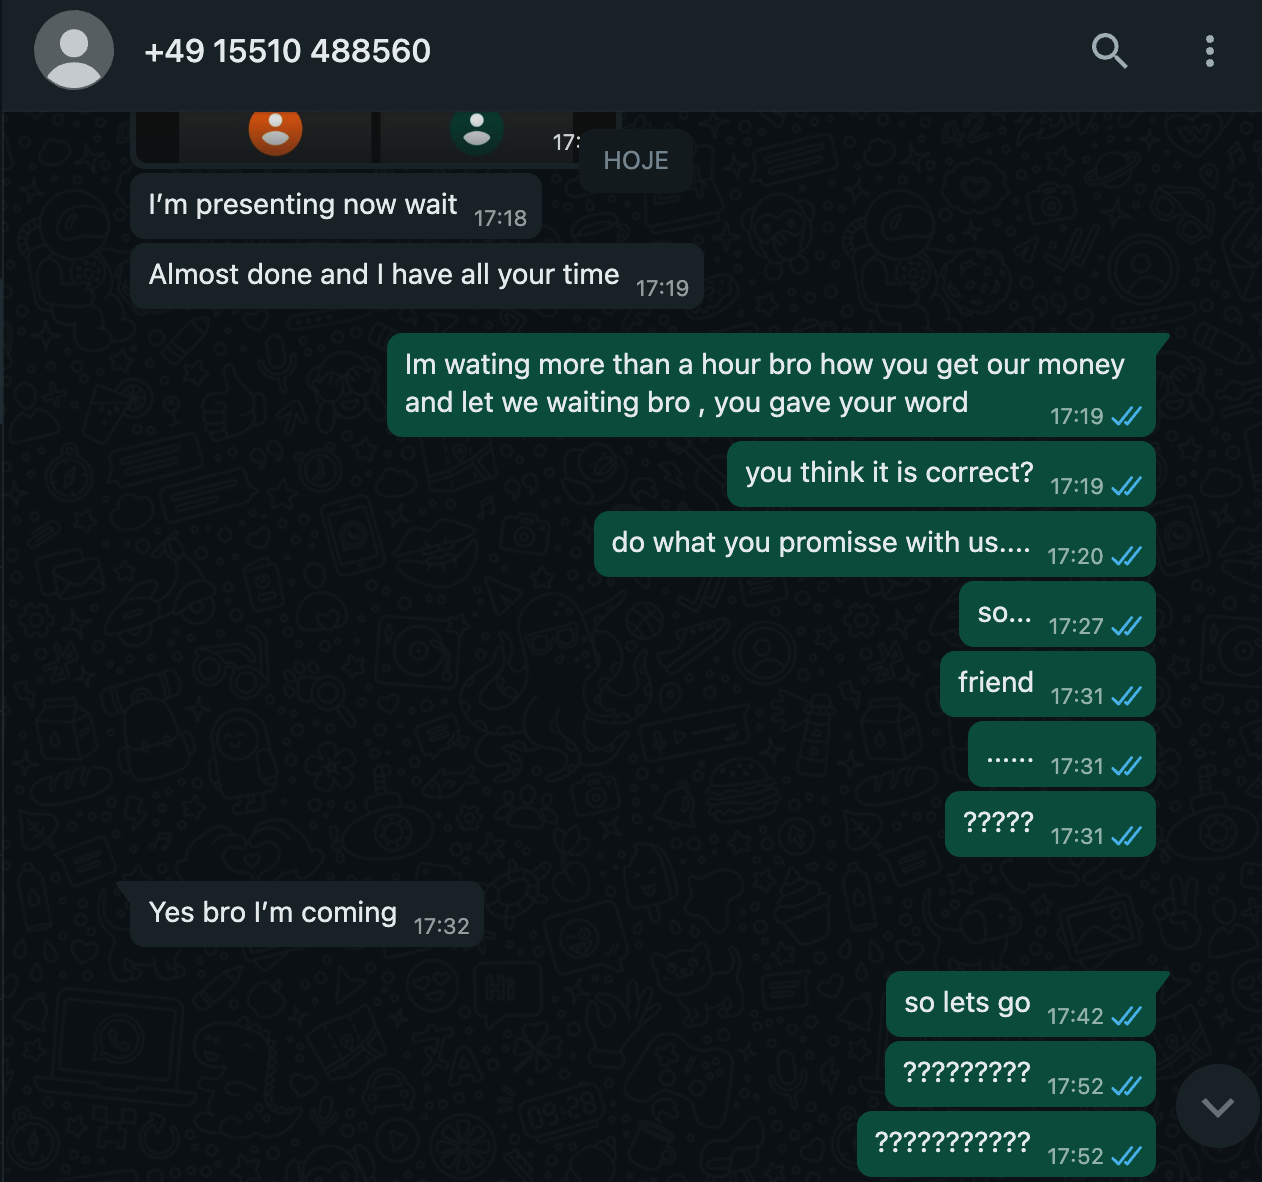 +49 15510 488560
17:
HOJE
I'm presenting now wait 17:18
Almost done and I have all your time 17:19
Im wating more than a hour bro how you get our money
and let we waiting bro , you gave your word 17:19
you think it is correct? 17:19
do what you promisse with us.... 17:20
so... 17:27
friend 17:31
...... 17:31
????? 17:31
Yes bro I'm coming 17:32
so lets go 17:42
????????? 17:52
??????????? 17:52